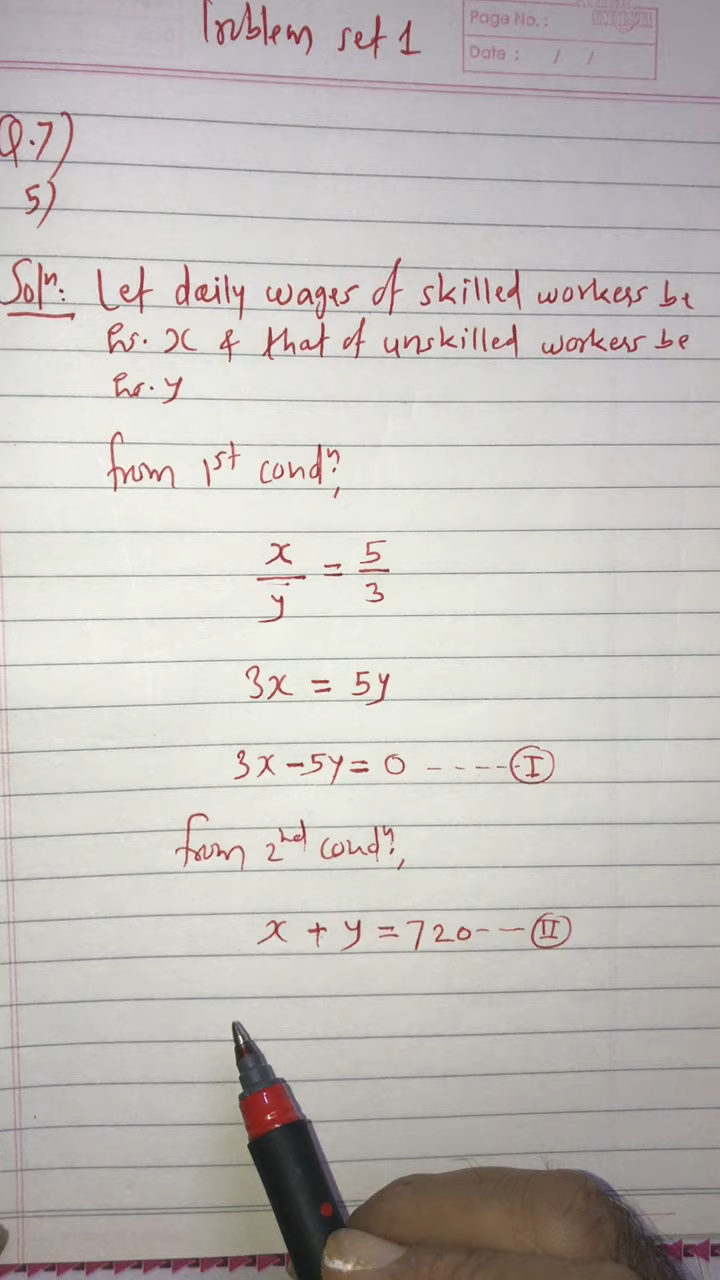 Problem set 1
Page No. :
Date : / /
Q.7)
5)
Solⁿ: Let daily wages of skilled workers be
Rs. x & that of unskilled workers be
Rs. y
from 1st condⁿ,
x/y = 5/3
3x = 5y
3x - 5y = 0 ----- I
from 2nd condⁿ,
x + y = 720 --- II